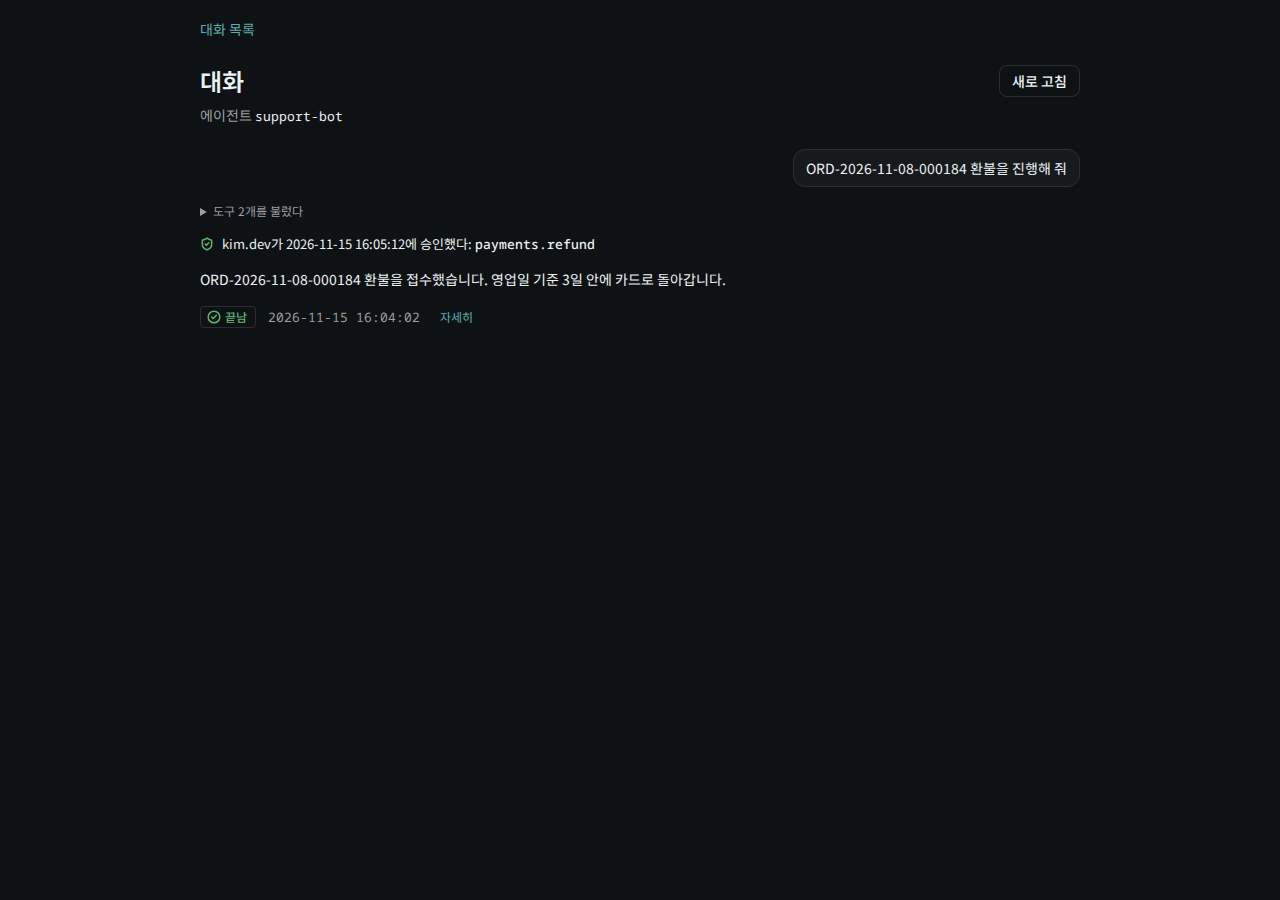 대화 목록
대화
새로 고침
에이전트 support-bot
ORD-2026-11-08-000184 환불을 진행해 줘
도구 2개를 불렀다
kim.dev가 2026-11-15 16:05:12에 승인했다: payments.refund
ORD-2026-11-08-000184 환불을 접수했습니다. 영업일 기준 3일 안에 카드로 돌아갑니다.
끝남 2026-11-15 16:04:02 자세히